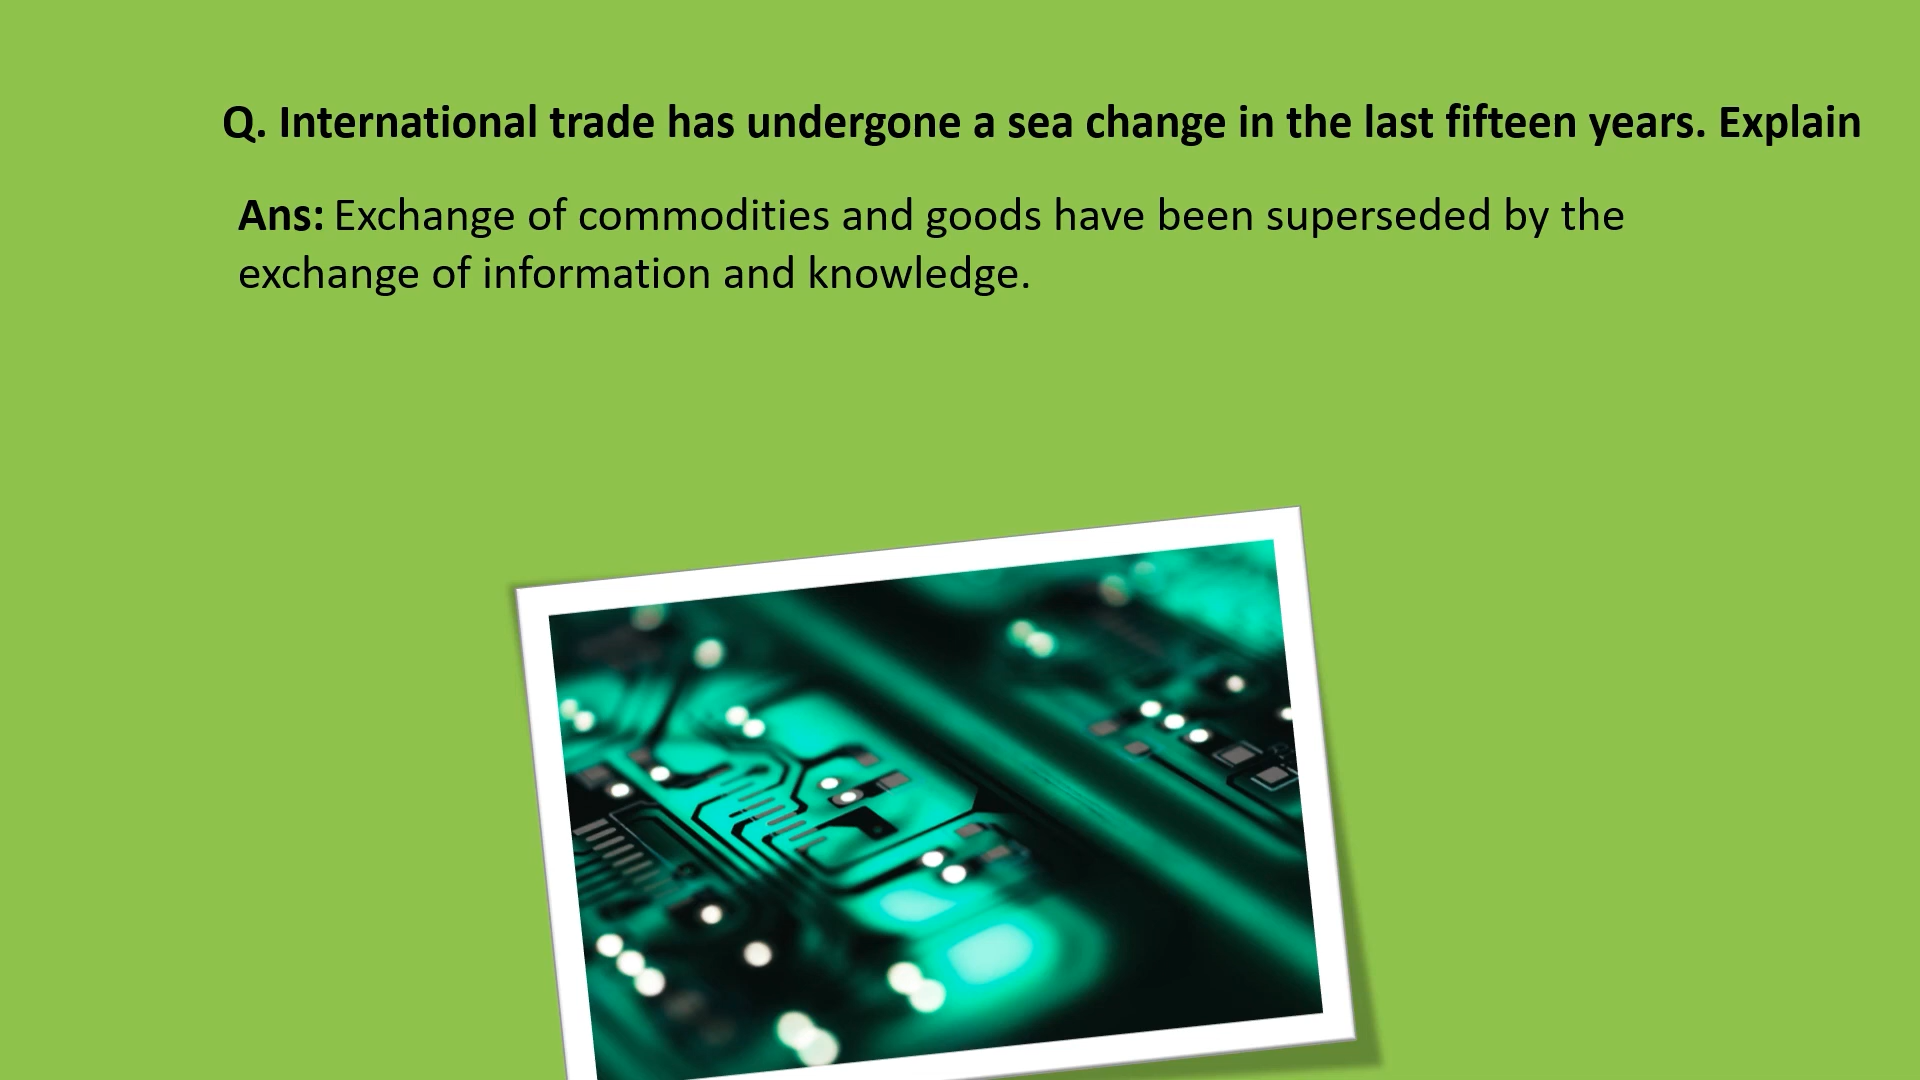 Q. International trade has undergone a sea change in the last fifteen years. Explain
Ans: Exchange of commodities and goods have been superseded by the
exchange of information and knowledge.